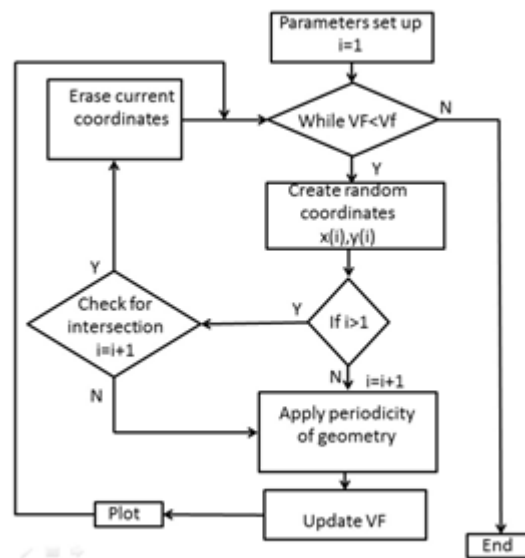 Parameters set up
i=1
Erase current
coordinates
While VF<Vf
N
Y
Create random
coordinates
x(i),y(i)
Y
Check for
intersection
i=i+1
Y
If i>1
N
N
i=i+1
Apply periodicity
of geometry
Plot
Update VF
End